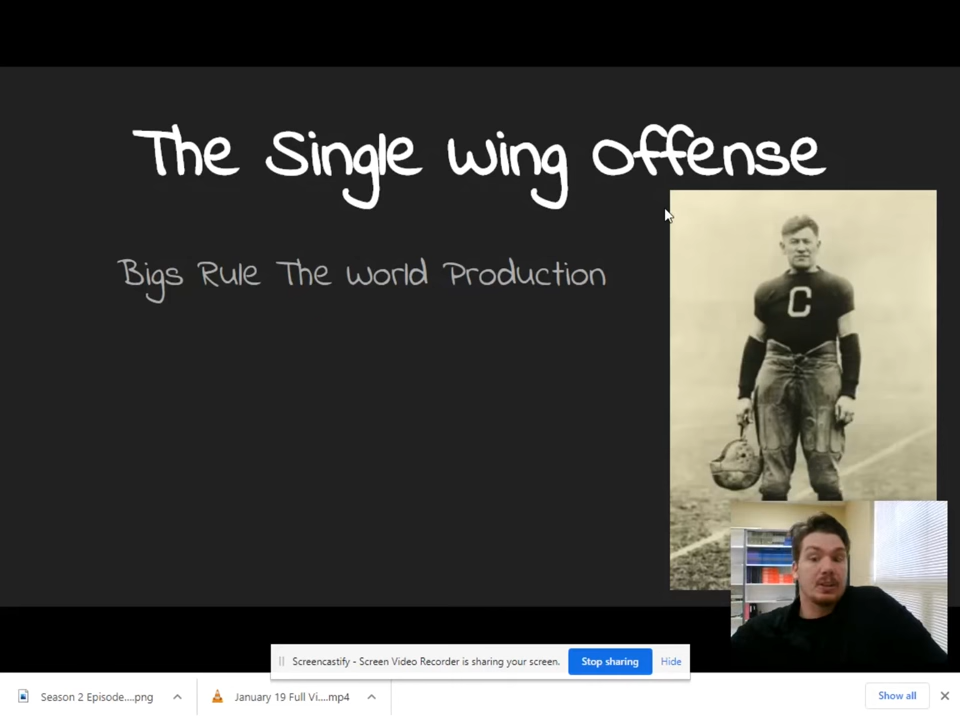 The Single Wing Offense
Bigs Rule The World Production
C
Screencastify - Screen Video Recorder is sharing your screen.
Stop sharing
Hide
Season 2 Episode....png
January 19 Full Vi....mp4
Show all